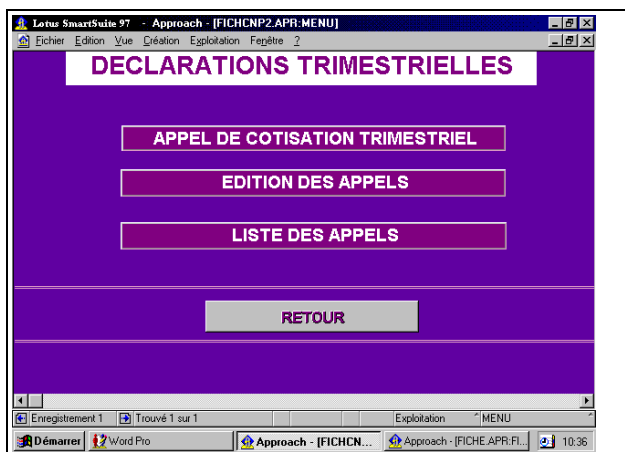 Lotus SmartSuite 97 - Approach - [FICHCNP2.APR:MENU]
Fichier Edition Vue Création Exploitation Fenêtre ?
DECLARATIONS TRIMESTRIELLES
APPEL DE COTISATION TRIMESTRIEL
EDITION DES APPELS
LISTE DES APPELS
RETOUR
Enregistrement 1 Trouvé 1 sur 1 Exploitation MENU
Démarrer Word Pro Approach - [FICHCN... Approach - [FICHE.APR:FI... 10:36